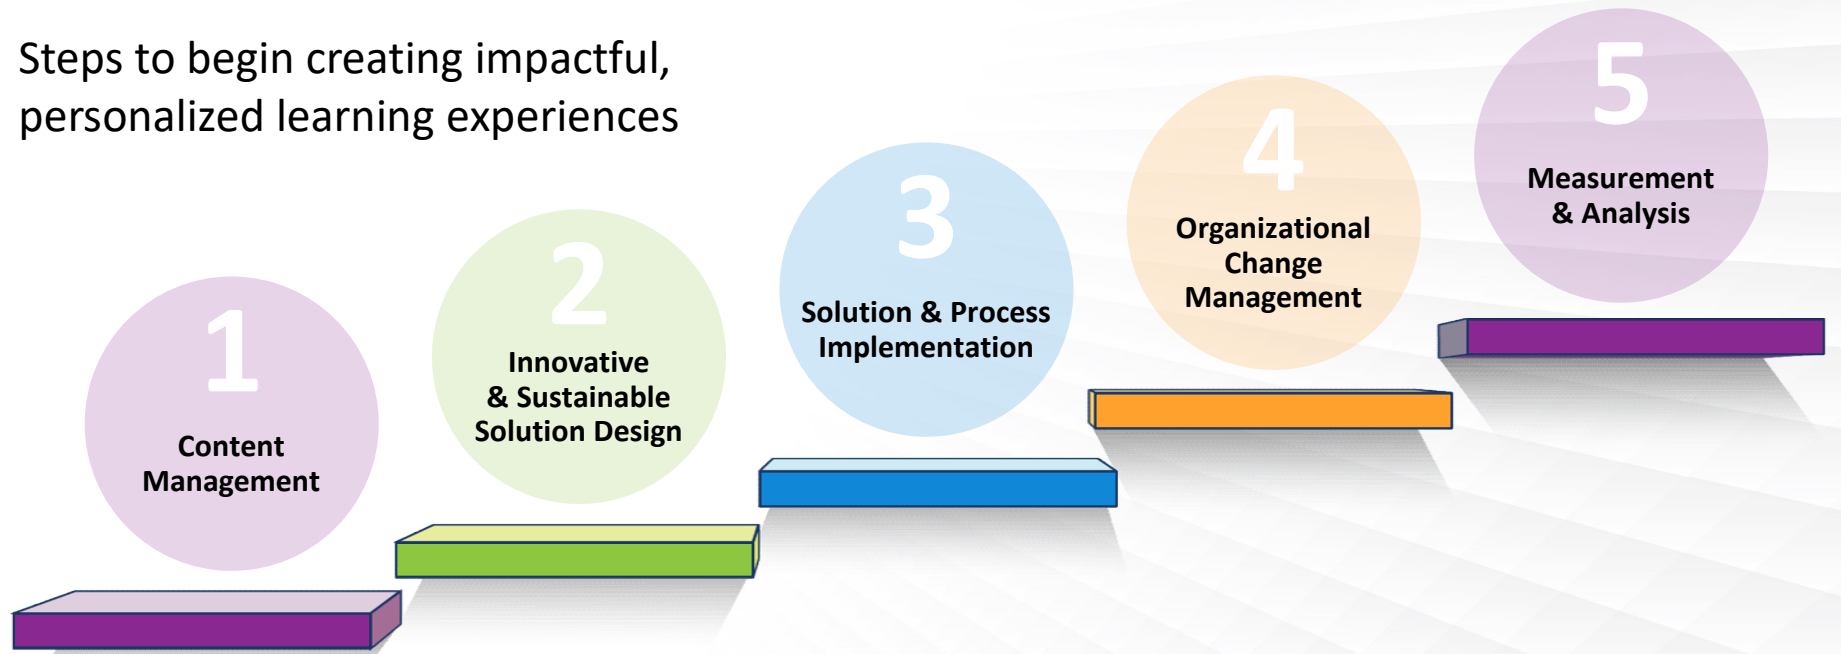 Steps to begin creating impactful,
personalized learning experiences
1
Content
Management
2
Innovative
& Sustainable
Solution Design
3
Solution & Process
Implementation
4
Organizational
Change
Management
5
Measurement
& Analysis